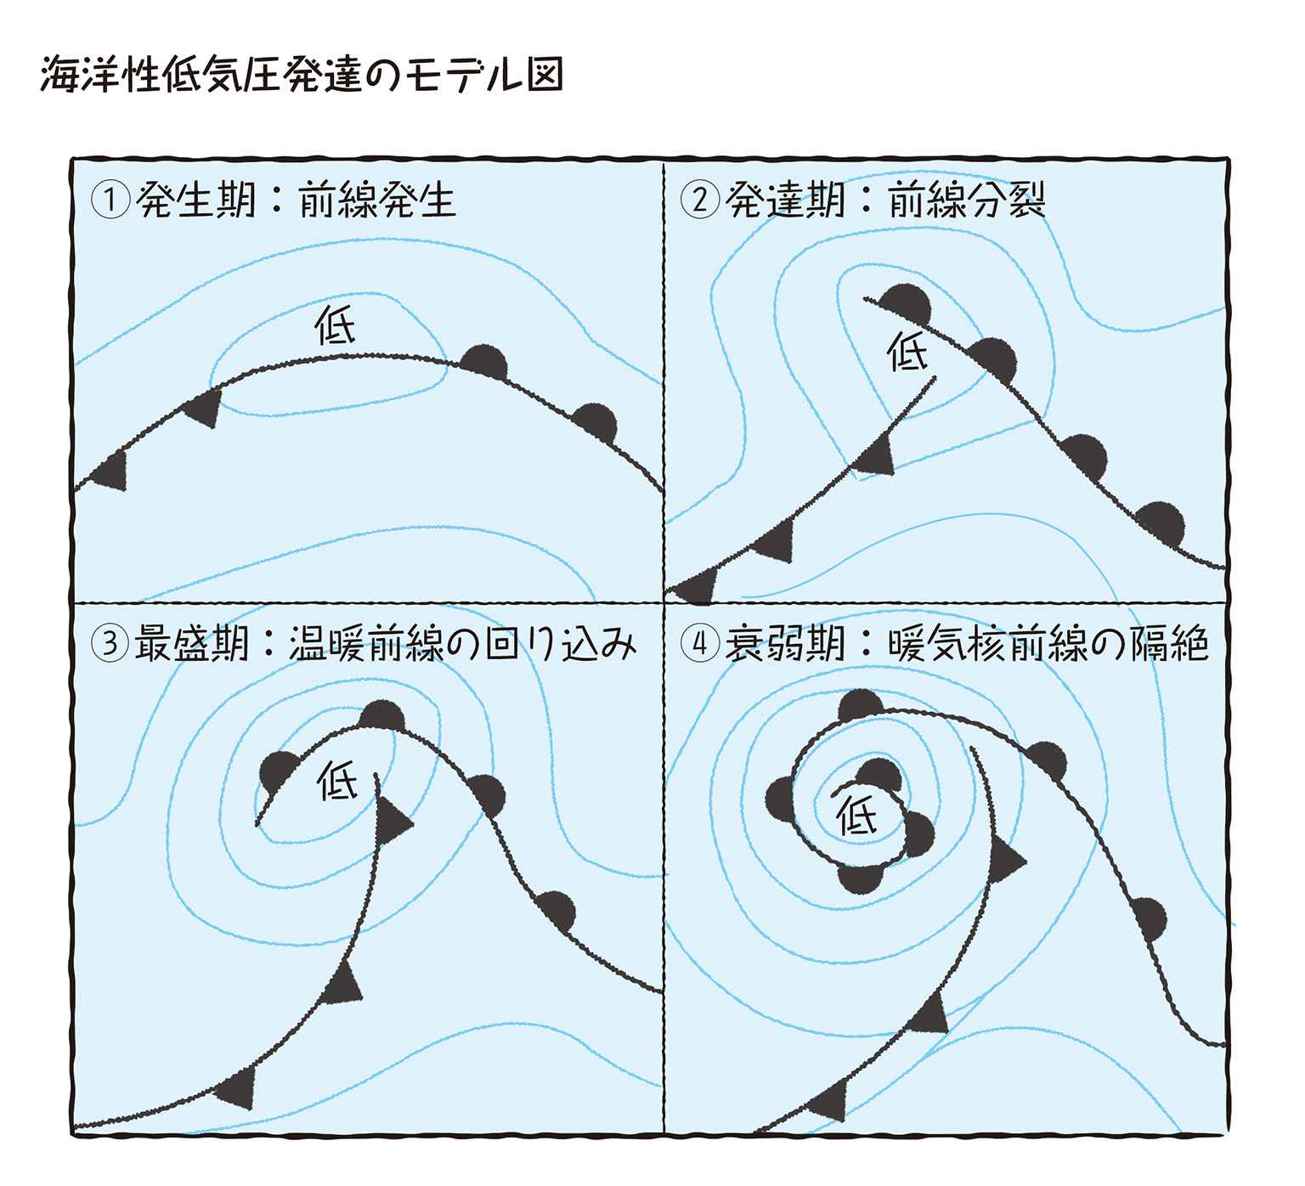 海洋性低気圧発達のモデル図
①発生期：前線発生
低
②発達期：前線分裂
低
③最盛期：温暖前線の回り込み
低
④衰弱期：暖気核前線の隔絶
低